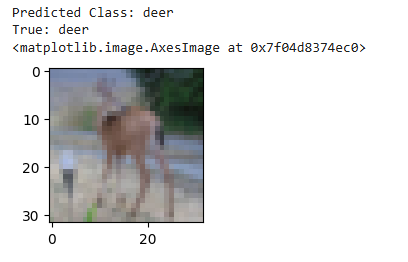 Predicted Class: deer
True: deer
<matplotlib.image.AxesImage at 0x7f04d8374ec0>
0
10
20
30
0 20